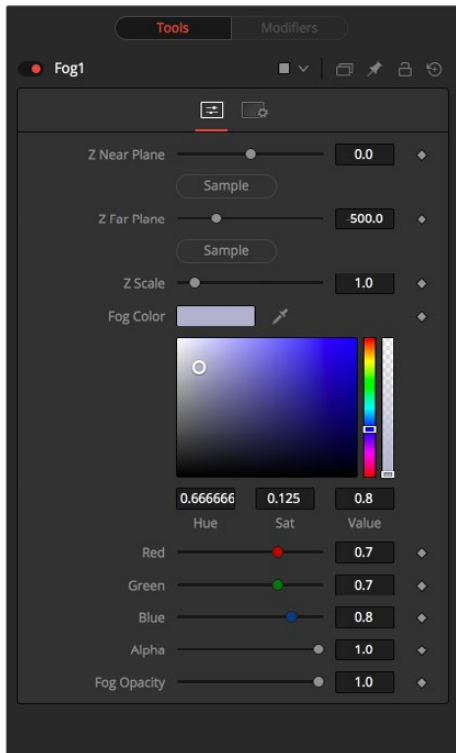 Tools Modifiers
Fog1
Z Near Plane 0.0
Sample
Z Far Plane -500.0
Sample
Z Scale 1.0
Fog Color
0.666666 0.125 0.8
Hue Sat Value
Red 0.7
Green 0.7
Blue 0.8
Alpha 1.0
Fog Opacity 1.0